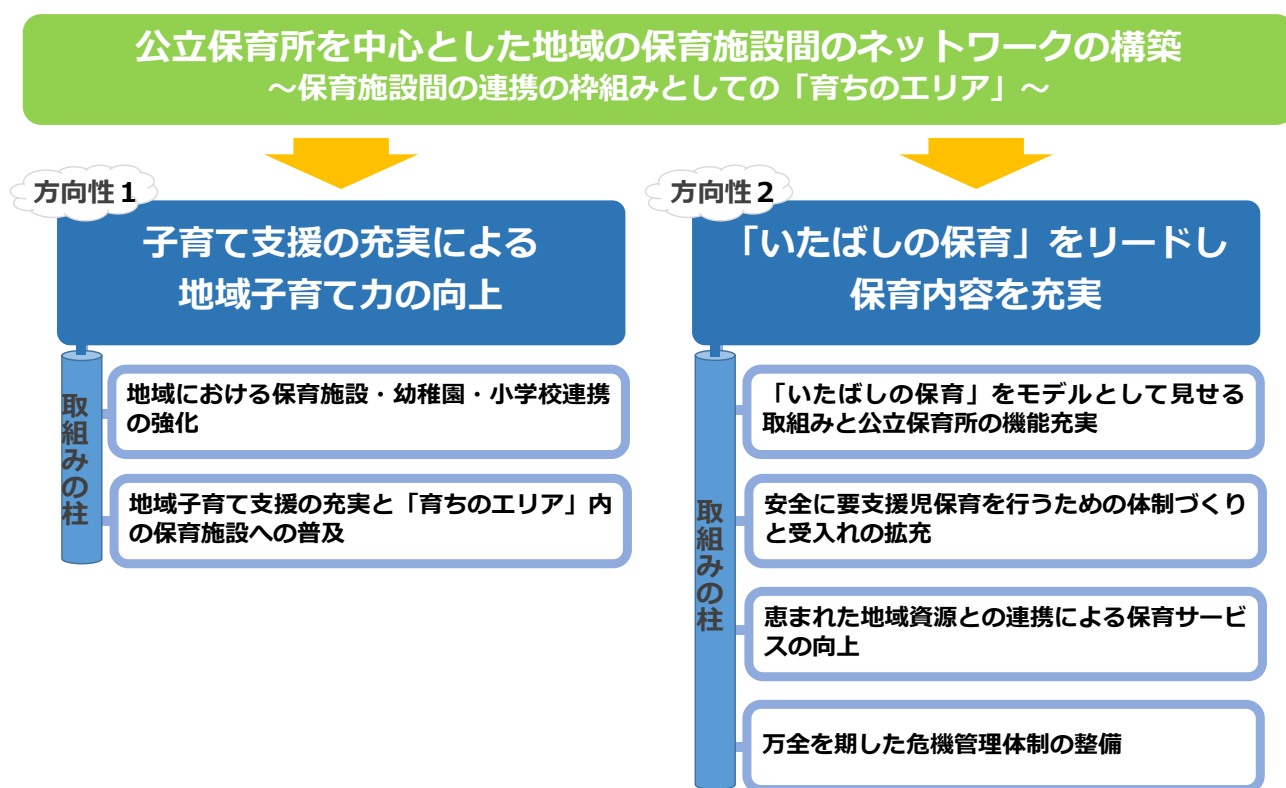 公立保育所を中心とした地域の保育施設間のネットワークの構築
～保育施設間の連携の枠組みとしての「育ちのエリア」～
方向性１
子育て支援の充実による
地域子育て力の向上
取組みの柱
地域における保育施設・幼稚園・小学校連携
の強化
地域子育て支援の充実と「育ちのエリア」内
の保育施設への普及
方向性２
「いたばしの保育」をリードし
保育内容を充実
取組みの柱
「いたばしの保育」をモデルとして見せる
取組みと公立保育所の機能充実
安全に要支援児保育を行うための体制づくり
と受入れの拡充
恵まれた地域資源との連携による保育サービ
スの向上
万全を期した危機管理体制の整備